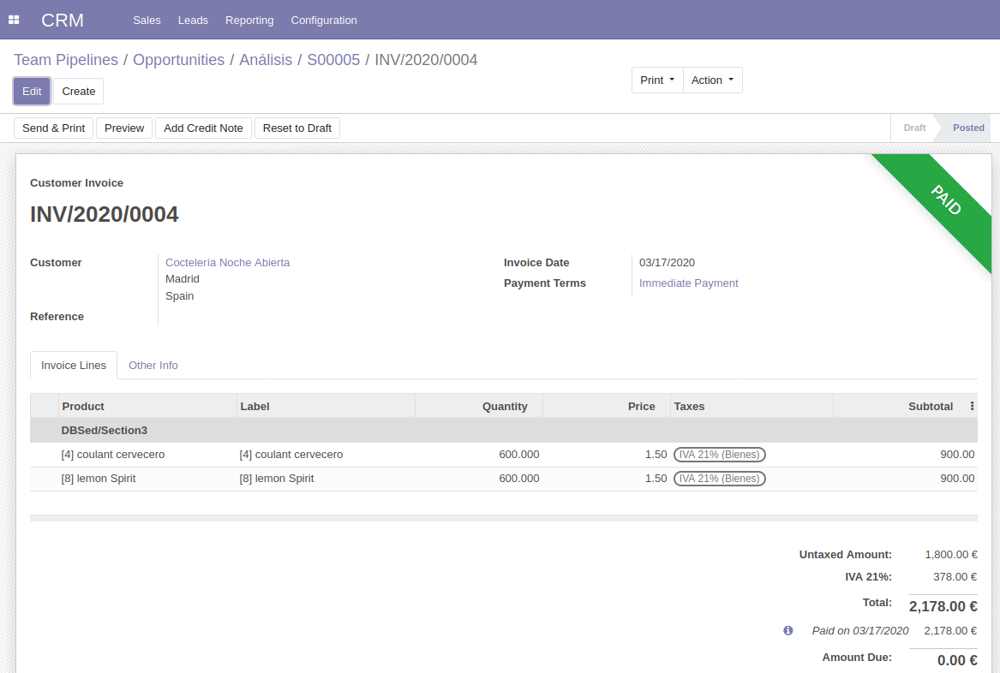 CRM Sales Leads Reporting Configuration
Team Pipelines / Opportunities / Análisis / S00005 / INV/2020/0004
Edit Create Print Action
Send & Print Preview Add Credit Note Reset to Draft Draft Posted
PAID
Customer Invoice
INV/2020/0004
Customer Coctelería Noche Abierta Invoice Date 03/17/2020
Madrid
Payment Terms Immediate Payment
Spain
Reference
Invoice Lines Other Info
Product Label Quantity Price Taxes Subtotal
DBSed/Section3
[4] coulant cervecero [4] coulant cervecero 600.000 1.50 IVA 21% (Bienes) 900.00
[8] lemon Spirit [8] lemon Spirit 600.000 1.50 IVA 21% (Bienes) 900.00
Untaxed Amount: 1,800.00 €
IVA 21%: 378.00 €
Total: 2,178.00 €
Paid on 03/17/2020 2,178.00 €
Amount Due: 0.00 €